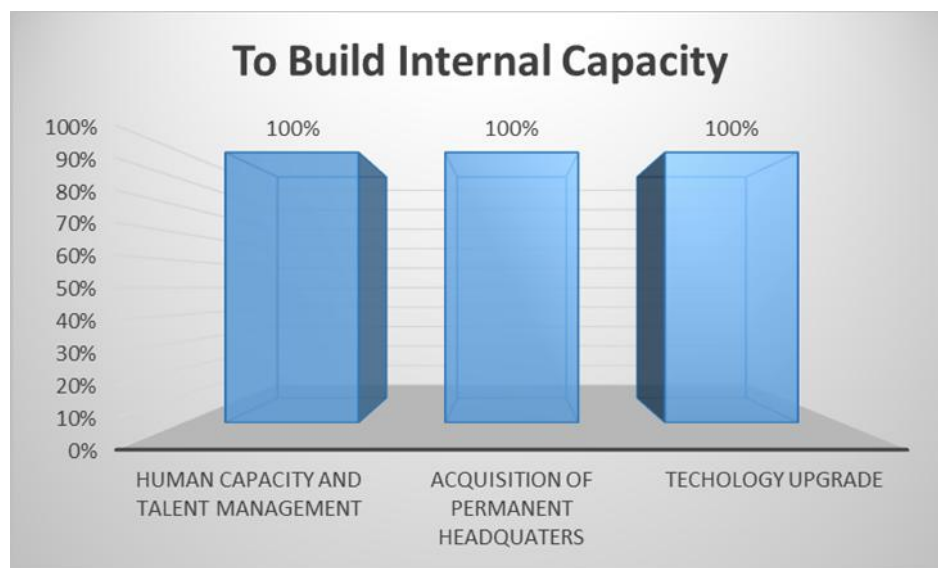 To Build Internal Capacity
100%
90%
80%
70%
60%
50%
40%
30%
20%
10%
0%
100%
100%
100%
HUMAN CAPACITY AND
TALENT MANAGEMENT
ACQUISITION OF
PERMANENT
HEADQUATERS
TECHOLOGY UPGRADE